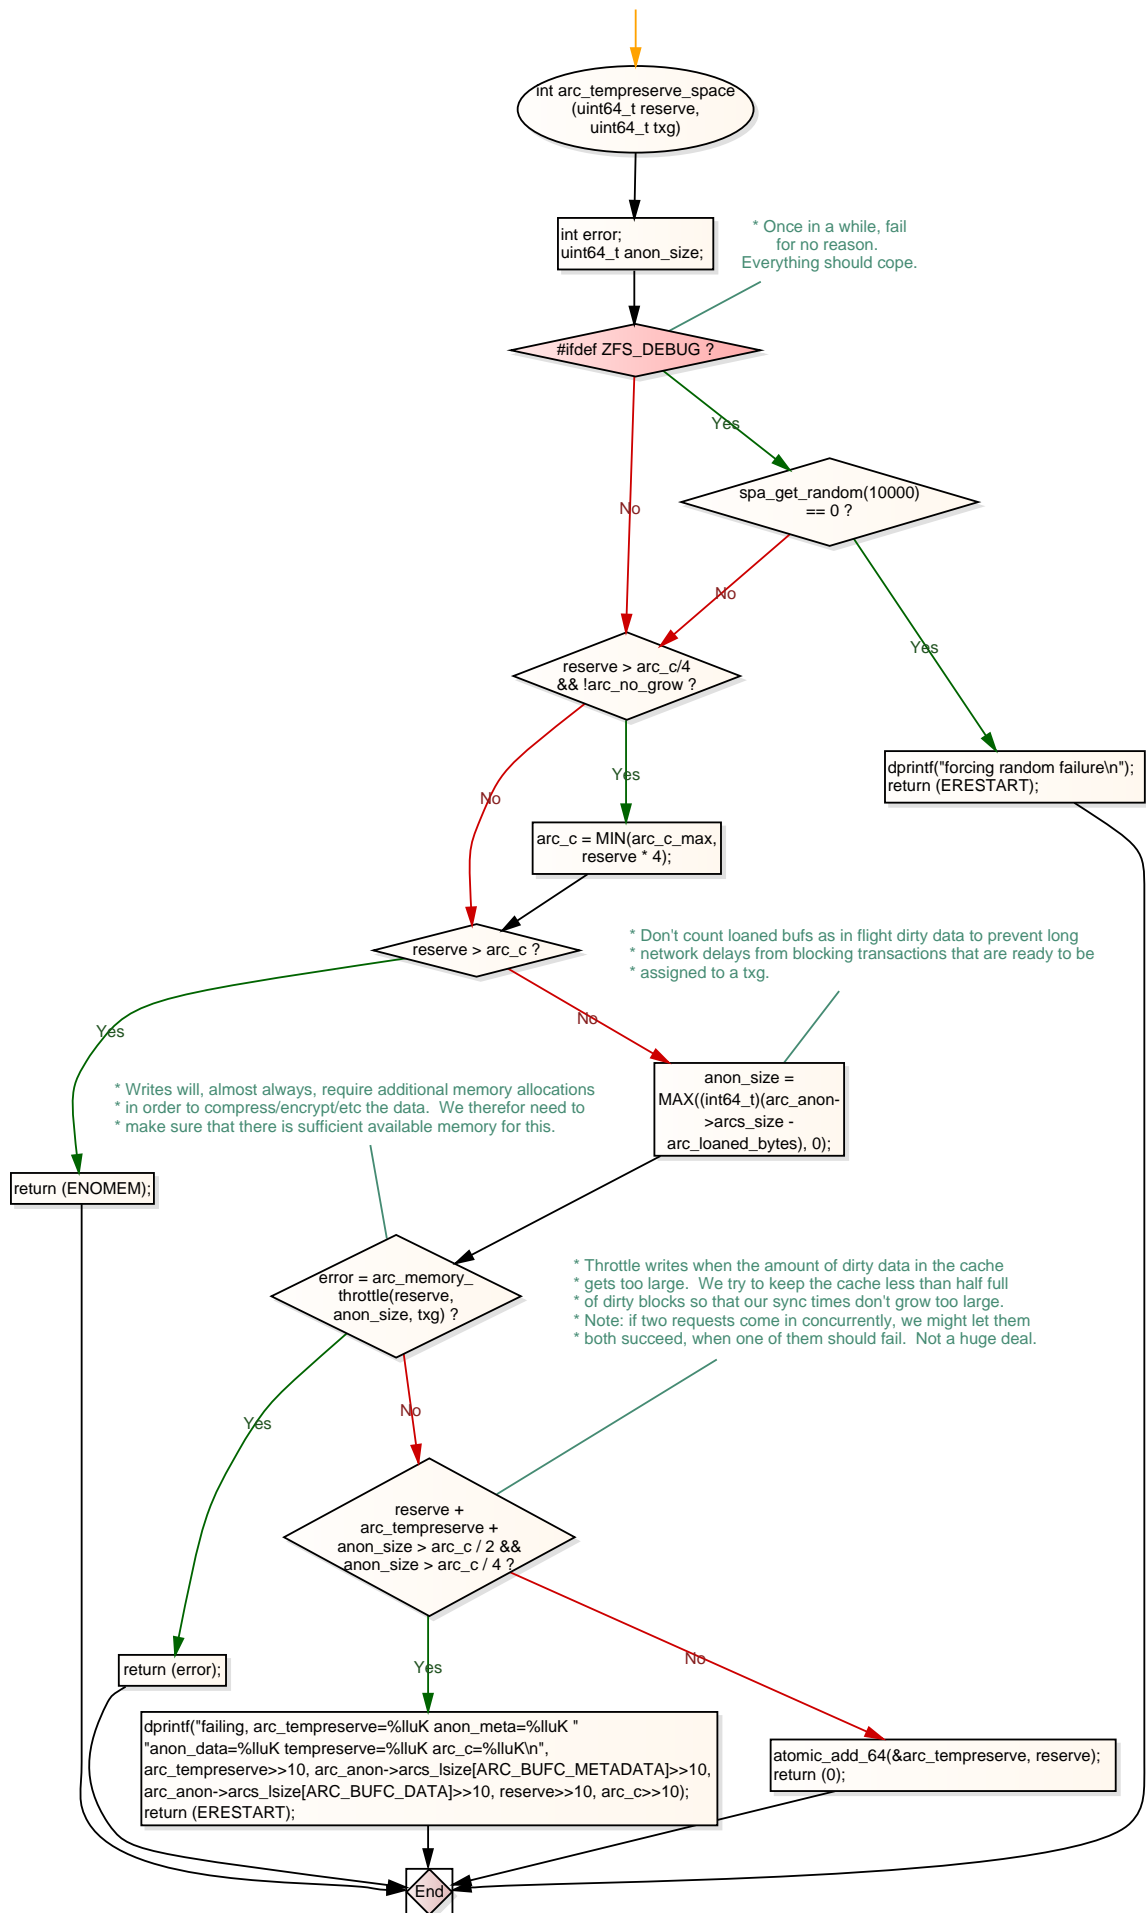 int arc_tempreserve_space
(uint64_t reserve,
uint64_t txg)
int error;
uint64_t anon_size;
* Once in a while, fail
for no reason.
Everything should cope.
#ifdef ZFS_DEBUG ?
Yes
No
spa_get_random(10000)
== 0 ?
No
Yes
reserve > arc_c/4
&& !arc_no_grow ?
Yes
No
dprintf("forcing random failure\n");
return (ERESTART);
arc_c = MIN(arc_c_max,
reserve * 4);
reserve > arc_c ?
* Don't count loaned bufs as in flight dirty data to prevent long
* network delays from blocking transactions that are ready to be
* assigned to a txg.
Yes
No
* Writes will, almost always, require additional memory allocations
* in order to compress/encrypt/etc the data.  We therefor need to
* make sure that there is sufficient available memory for this.
anon_size =
MAX((int64_t)(arc_anon-
>arcs_size -
arc_loaned_bytes), 0);
return (ENOMEM);
error = arc_memory_
throttle(reserve,
anon_size, txg) ?
* Throttle writes when the amount of dirty data in the cache
* gets too large.  We try to keep the cache less than half full
* of dirty blocks so that our sync times don't grow too large.
* Note: if two requests come in concurrently, we might let them
* both succeed, when one of them should fail.  Not a huge deal.
Yes
No
reserve +
arc_tempreserve +
anon_size > arc_c / 2 &&
anon_size > arc_c / 4 ?
Yes
No
return (error);
dprintf("failing, arc_tempreserve=%lluK anon_meta=%lluK "
"anon_data=%lluK tempreserve=%lluK arc_c=%lluK\n",
arc_tempreserve>>10, arc_anon->arcs_lsize[ARC_BUFC_METADATA]>>10,
arc_anon->arcs_lsize[ARC_BUFC_DATA]>>10, reserve>>10, arc_c>>10);
return (ERESTART);
atomic_add_64(&arc_tempreserve, reserve);
return (0);
End